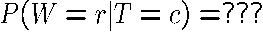 P(W = r|T = c) = ???